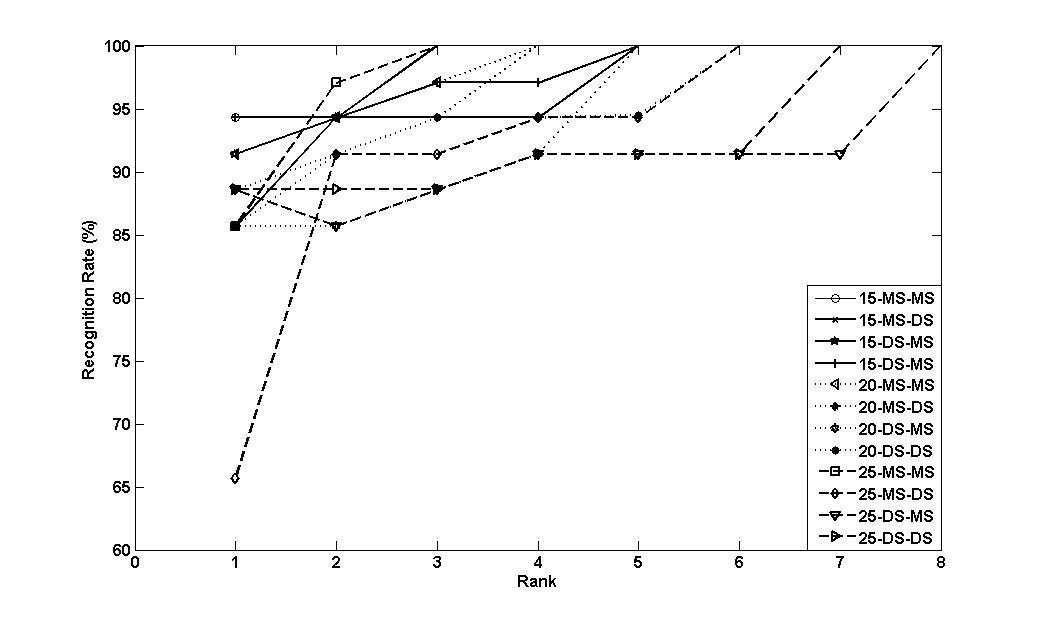 100
95
90
85
80
75
70
65
60
Recognition Rate (%)
0 1 2 3 4 5 6 7 8
Rank
15-MS-MS
15-MS-DS
15-DS-MS
15-DS-MS
20-MS-MS
20-MS-DS
20-DS-MS
20-DS-DS
25-MS-MS
25-MS-DS
25-DS-MS
25-DS-DS